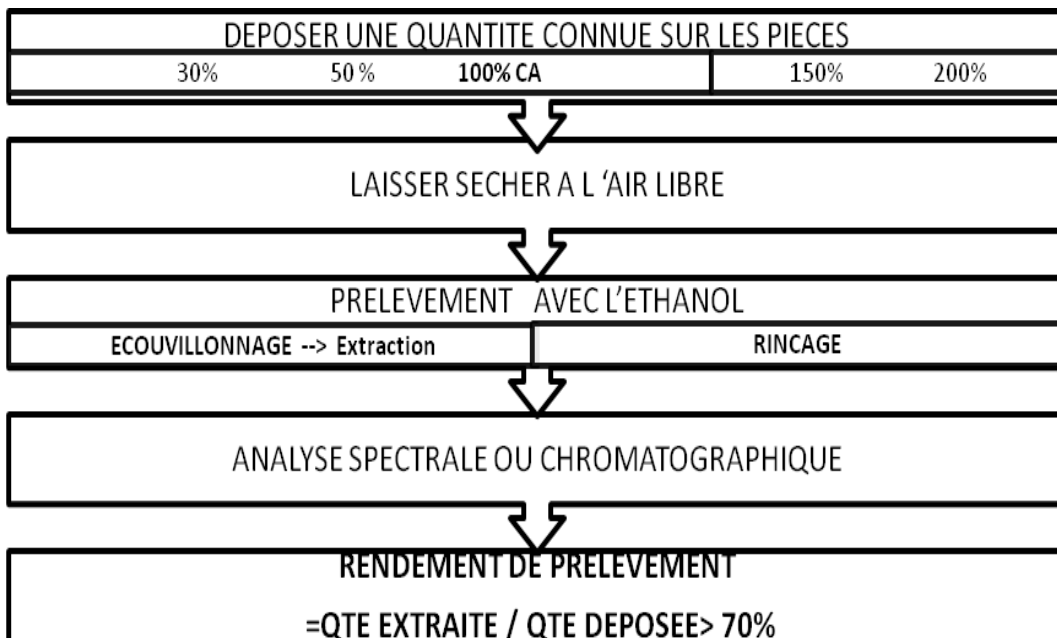 DEPOSER UNE QUANTITE CONNUE SUR LES PIECES
30% 50 % 100% CA 150% 200%
LAISSER SECHER A L ‘AIR LIBRE
PRELEVEMENT AVEC L’ETHANOL
ECOUVILLONNAGE --> Extraction RINCAGE
ANALYSE SPECTRALE OU CHROMATOGRAPHIQUE
RENDEMENT DE PRELEVEMENT
=QTE EXTRAITE / QTE DEPOSEE> 70%